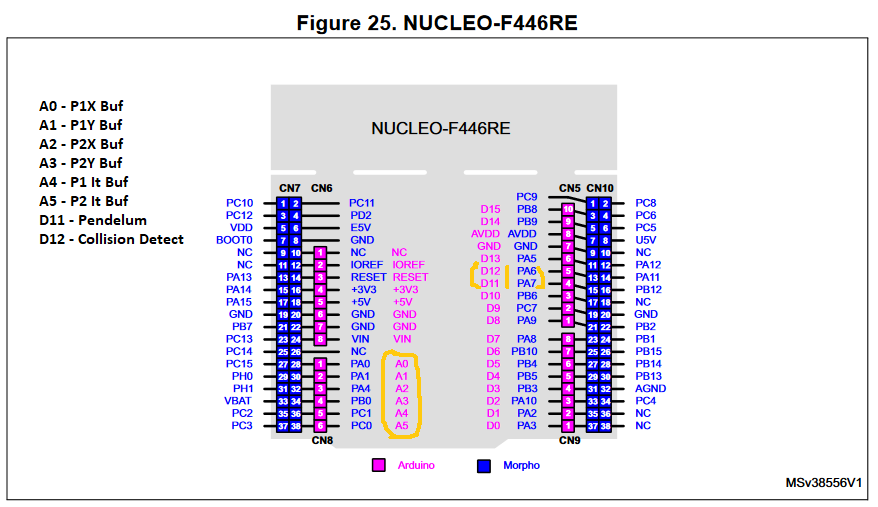 Figure 25. NUCLEO-F446RE
A0 - P1X Buf
A1 - P1Y Buf
A2 - P2X Buf
A3 - P2Y Buf
A4 - P1 It Buf
A5 - P2 It Buf
D11 - Pendelum
D12 - Collision Detect
NUCLEO-F446RE
CN7 CN6
PC10 1 2 PC11
PC12 3 4 PD2
VDD 5 6 E5V
BOOT0 7 8 GND
NC 9 10 1 NC NC
NC 11 12 2 IOREF IOREF
PA13 13 14 3 RESET RESET
PA14 15 16 4 +3V3 +3V3
PA15 17 18 5 +5V +5V
GND 19 20 6 GND GND
PB7 21 22 7 GND GND
PC13 23 24 8 VIN VIN
PC14 25 26 NC
PC15 27 28 1 PA0 A0
PH0 29 30 2 PA1 A1
PH1 31 32 3 PA4 A2
VBAT 33 34 4 PB0 A3
PC2 35 36 5 PC1 A4
PC3 37 38 6 PC0 A5
CN8
CN5 CN10
PC9 1 2 PC8
D15 PB8 10 3 4 PC6
D14 PB9 9 5 6 PC5
AVDD AVDD 8 7 8 U5V
GND GND 7 9 10 NC
D13 PA5 6 11 12 PA12
D12 PA6 5 13 14 PA11
D11 PA7 4 15 16 PB12
D10 PB6 3 17 18 NC
D9 PC7 2 19 20 GND
D8 PA9 1 21 22 PB2
D7 PA8 8 23 24 PB1
D6 PB10 7 25 26 PB15
D5 PB4 6 27 28 PB14
D4 PB5 5 29 30 PB13
D3 PB3 4 31 32 AGND
D2 PA10 3 33 34 PC4
D1 PA2 2 35 36 NC
D0 PA3 1 37 38 NC
CN9
Arduino
Morpho
MSv38556V1